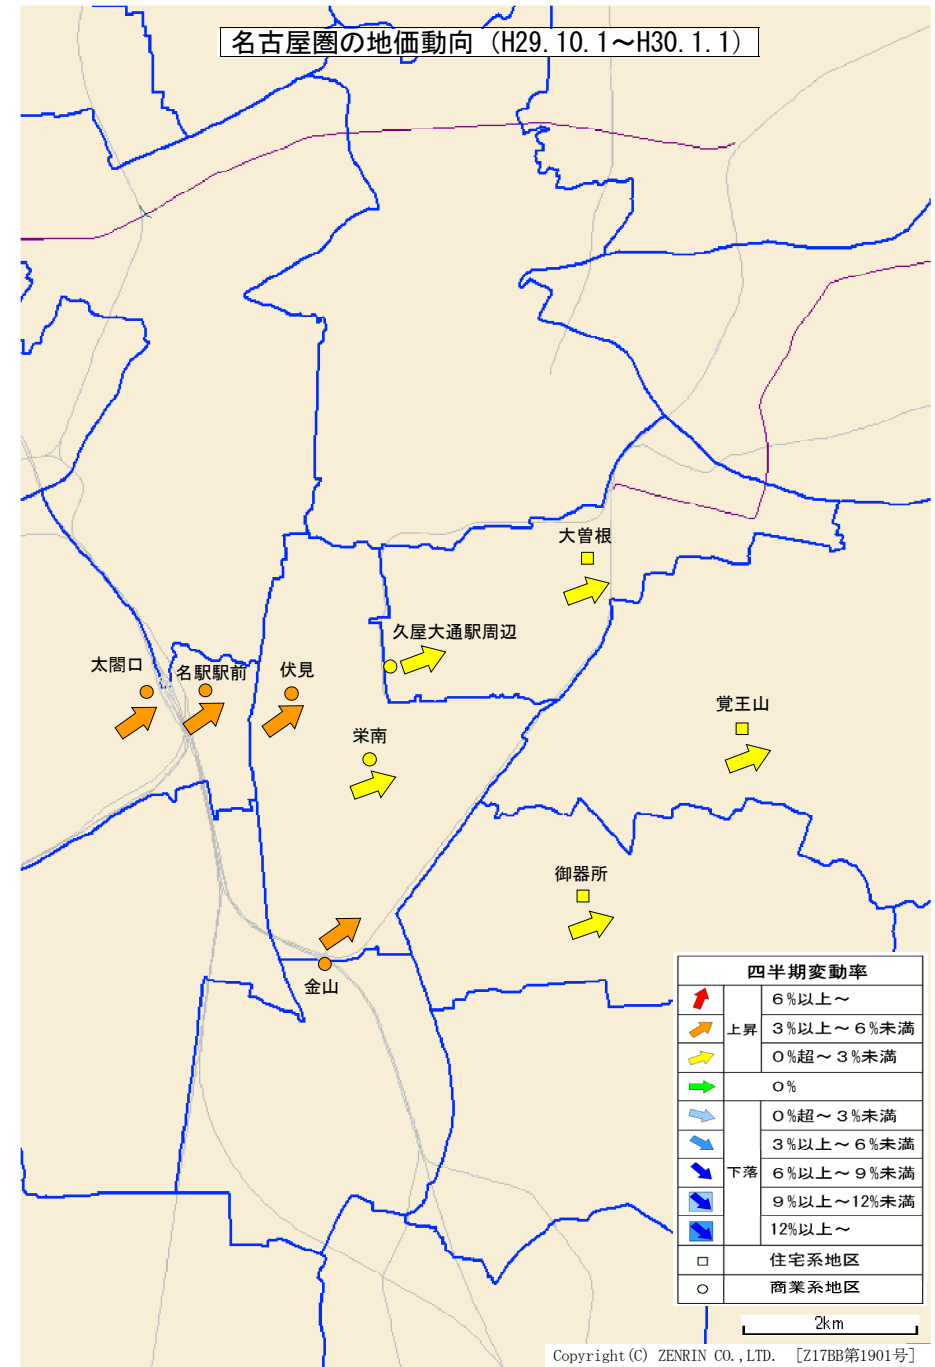 名古屋圏の地価動向（H29.10.1～H30.1.1）
大曽根
久屋大通駅周辺
太閤口
名駅駅前
伏見
覚王山
栄南
御器所
金山
四半期変動率
上昇
6%以上～
3%以上～6%未満
0%超～3%未満
0%
下落
0%超～3%未満
3%以上～6%未満
6%以上～9%未満
9%以上～12%未満
12%以上～
住宅系地区
商業系地区
2km
Copyright(C) ZENRIN CO.,LTD. [Z17BB第1901号]